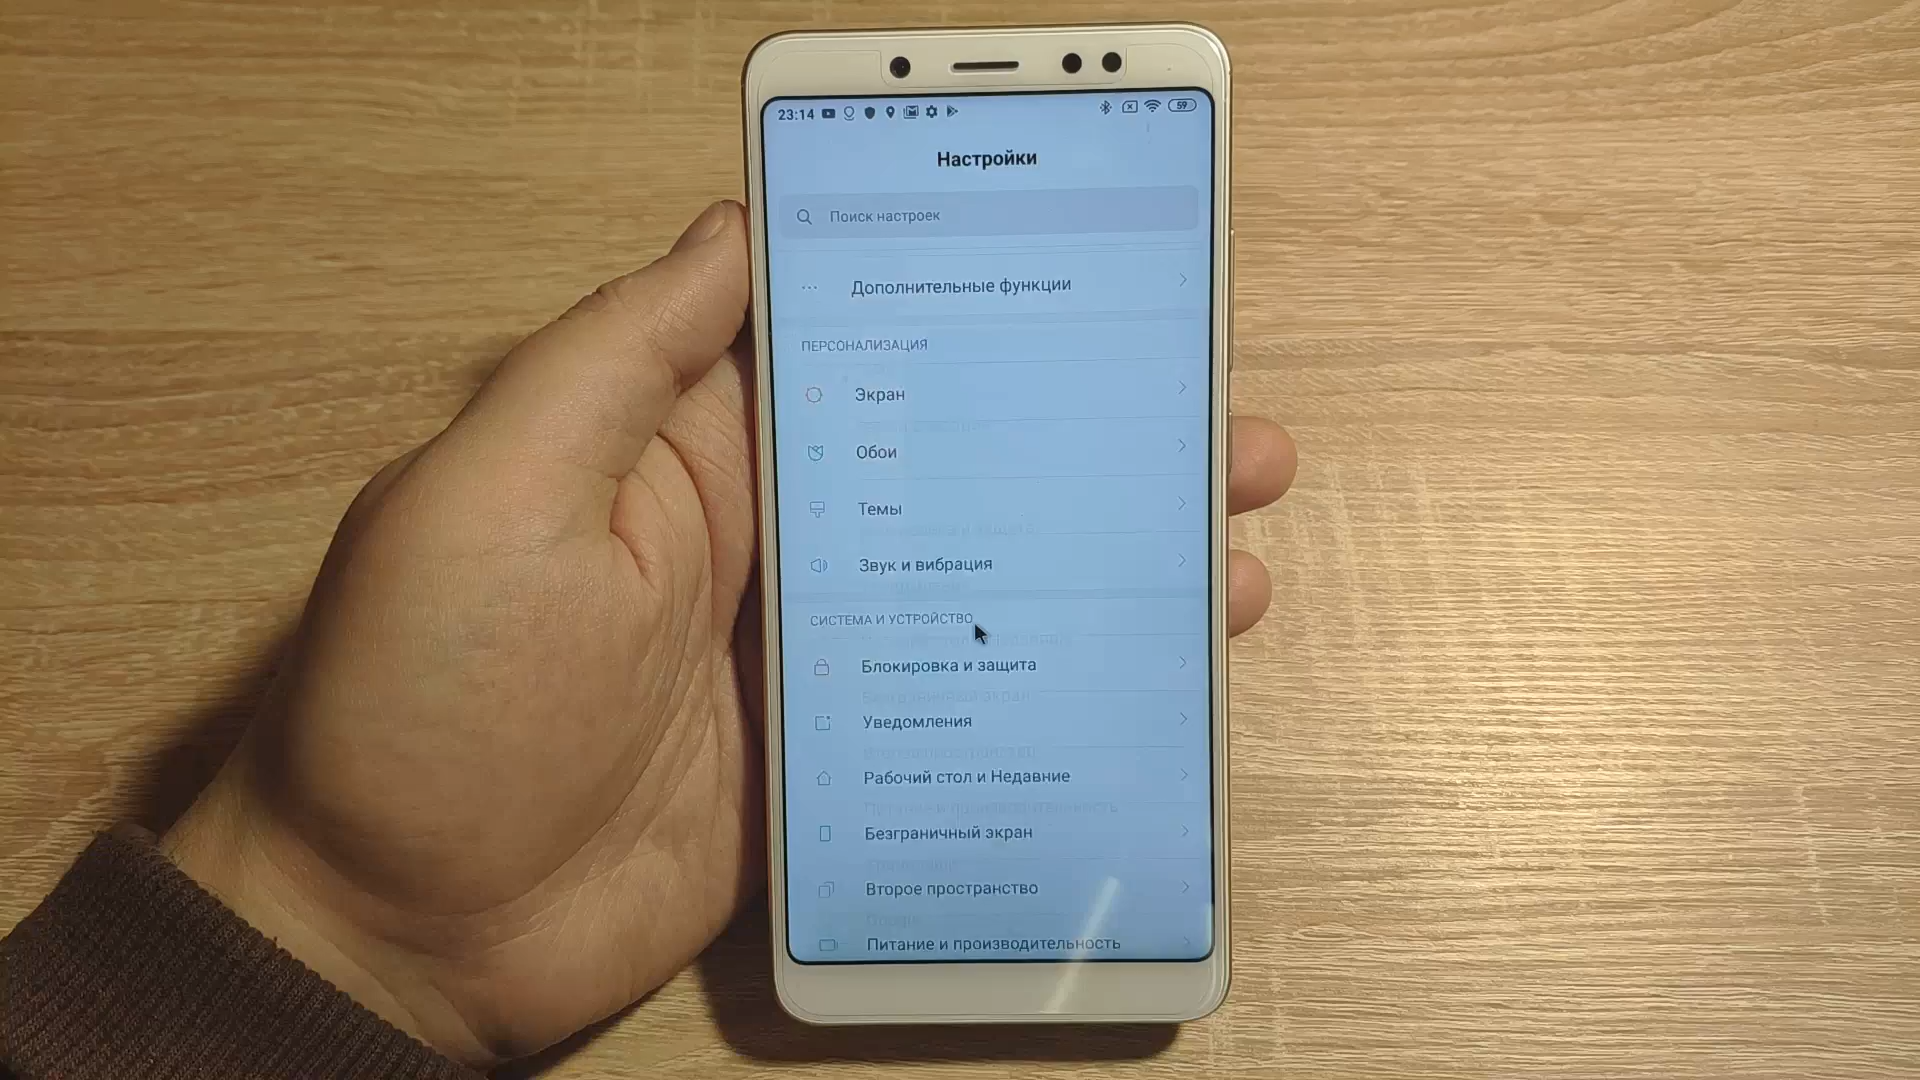 23:14 59
Настройки
Поиск настроек
Дополнительные функции
ПЕРСОНАЛИЗАЦИЯ
Экран
Обои
Темы
Звук и вибрация
СИСТЕМА И УСТРОЙСТВО
Блокировка и защита
Уведомления
Рабочий стол и Недавние
Безграничный экран
Второе пространство
Питание и производительность